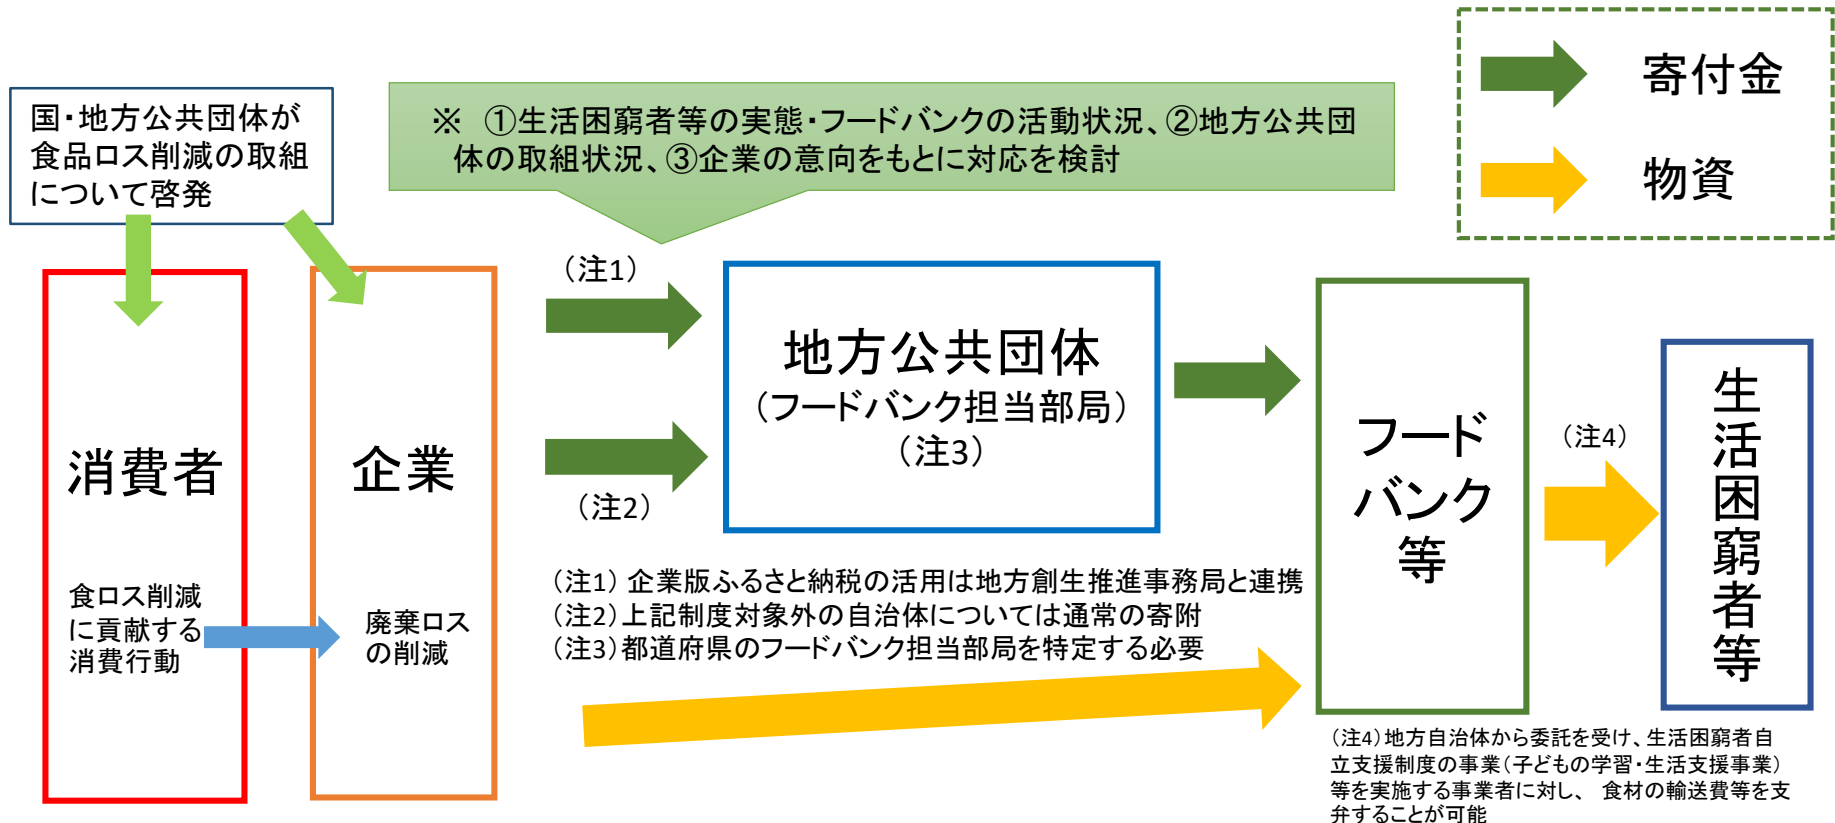 寄付金
物資
国・地方公共団体が
食品ロス削減の取組
について啓発
※　①生活困窮者等の実態・フードバンクの活動状況、②地方公共団
体の取組状況、③企業の意向をもとに対応を検討
消費者
食ロス削減
に貢献する
消費行動
企業
廃棄ロス
の削減
（注1）
（注2）
地方公共団体
（フードバンク担当部局）
（注3）
フード
バンク
等
（注4）
生活困窮者等
（注1） 企業版ふるさと納税の活用は地方創生推進事務局と連携
（注2）上記制度対象外の自治体については通常の寄附
（注3）都道府県のフードバンク担当部局を特定する必要
（注4）地方自治体から委託を受け、生活困窮者自
立支援制度の事業（子どもの学習・生活支援事業）
等を実施する事業者に対し、 食材の輸送費等を支
弁することが可能